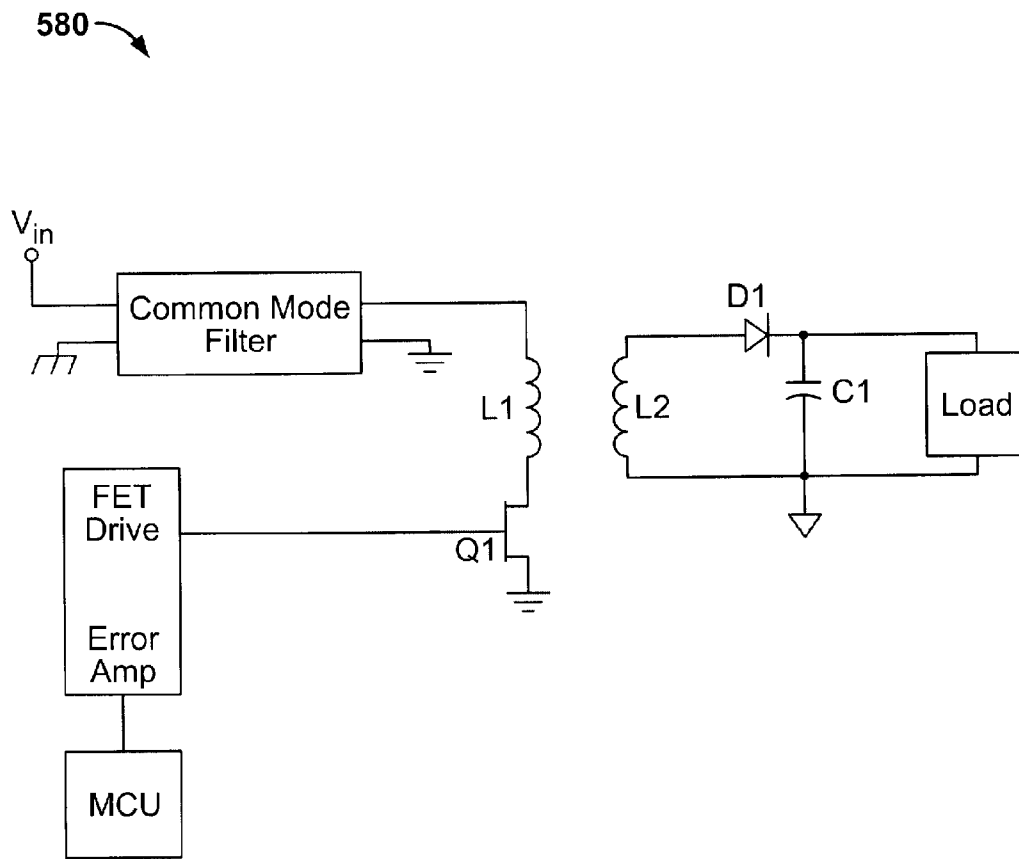 580
Vin
Common Mode
Filter
D1
L1
L2
C1
Load
FET
Drive
Q1
Error
Amp
MCU